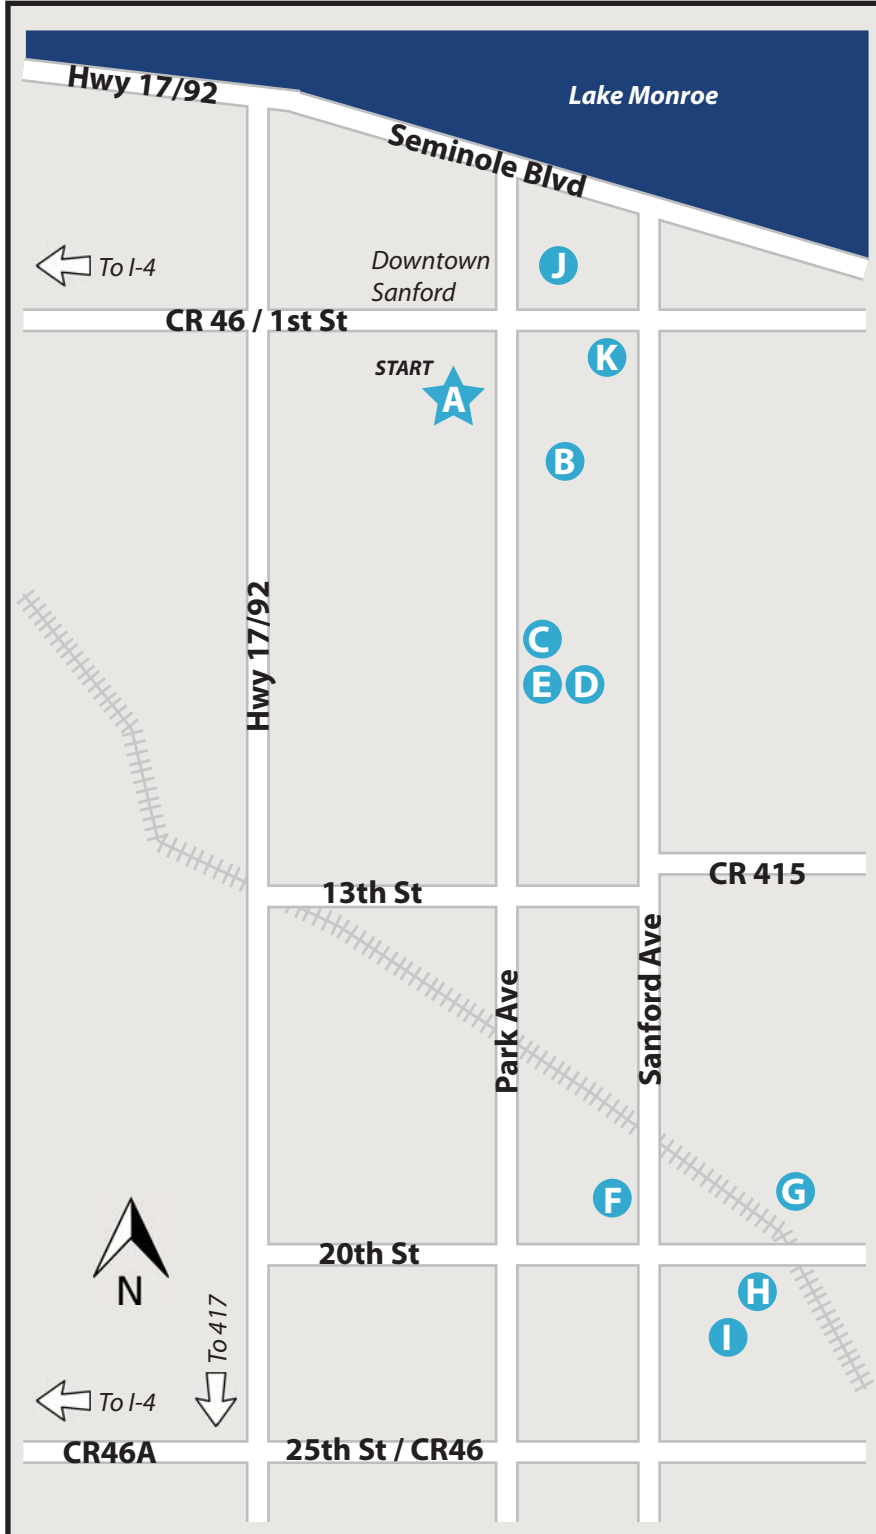 Hwy 17/92
Lake Monroe
Seminole Blvd
To I-4
Downtown
Sanford
J
CR 46 / 1st St
START
K
A
B
Hwy 17/92
C
E
D
CR 415
13th St
Park Ave
Sanford Ave
G
F
N
20th St
H
To 417
I
To I-4
CR46A
25th St / CR46